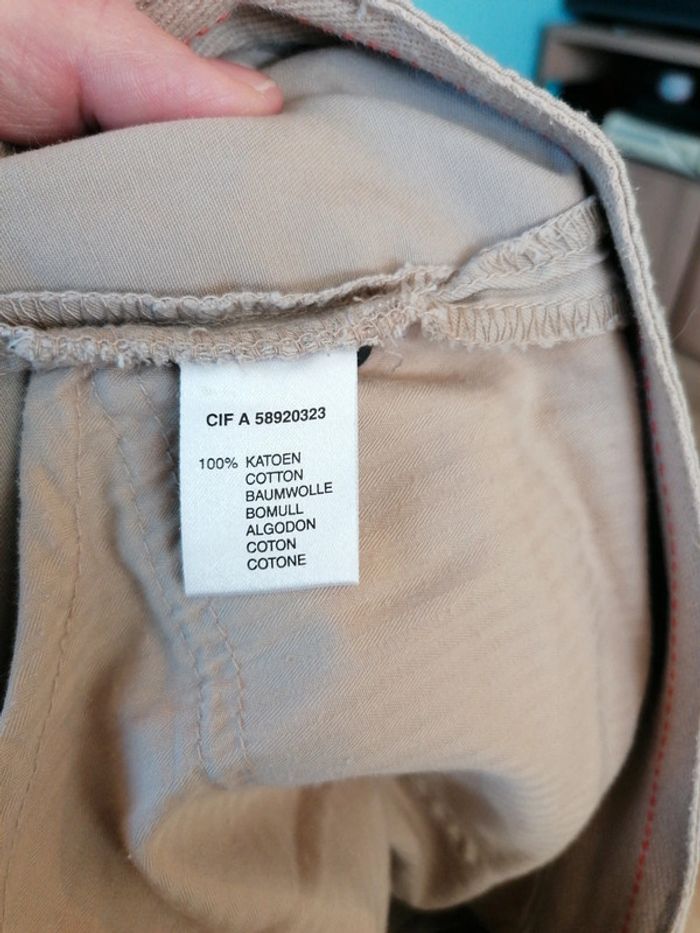 CIF A 58920323
100% KATOEN
COTTON
BAUMWOLLE
BOMULL
ALGODON
COTON
COTONE